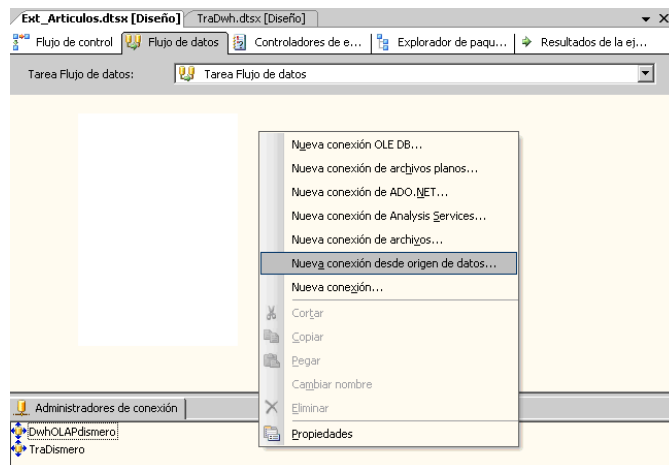 Ext_Articulos.dtsx [Diseño] TraDwh.dtsx [Diseño]
Flujo de control Flujo de datos Controladores de e... Explorador de paqu... Resultados de la ej...
Tarea Flujo de datos: Tarea Flujo de datos
Nueva conexión OLE DB...
Nueva conexión de archivos planos...
Nueva conexión de ADO.NET...
Nueva conexión de Analysis Services...
Nueva conexión de archivos...
Nueva conexión desde origen de datos...
Nueva conexión...
Cortar
Copiar
Pegar
Cambiar nombre
Eliminar
Propiedades
Administradores de conexión
DwhOLAPdismero
TraDismero